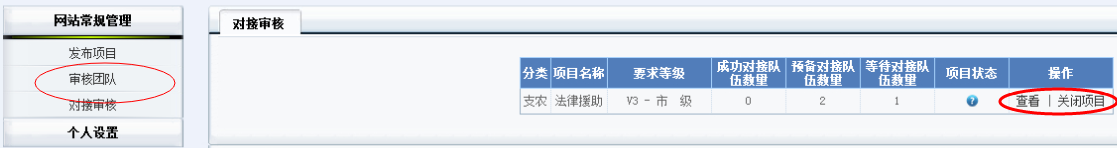 网站常规管理
发布项目
审核团队
对接审核
个人设置
对接审核
分类 项目名称 要求等级 成功对接队伍数量 预备对接队伍数量 等待对接队伍数量 项目状态 操作
支农 法律援助 V3 - 市 级 0 2 1 查看 | 关闭项目